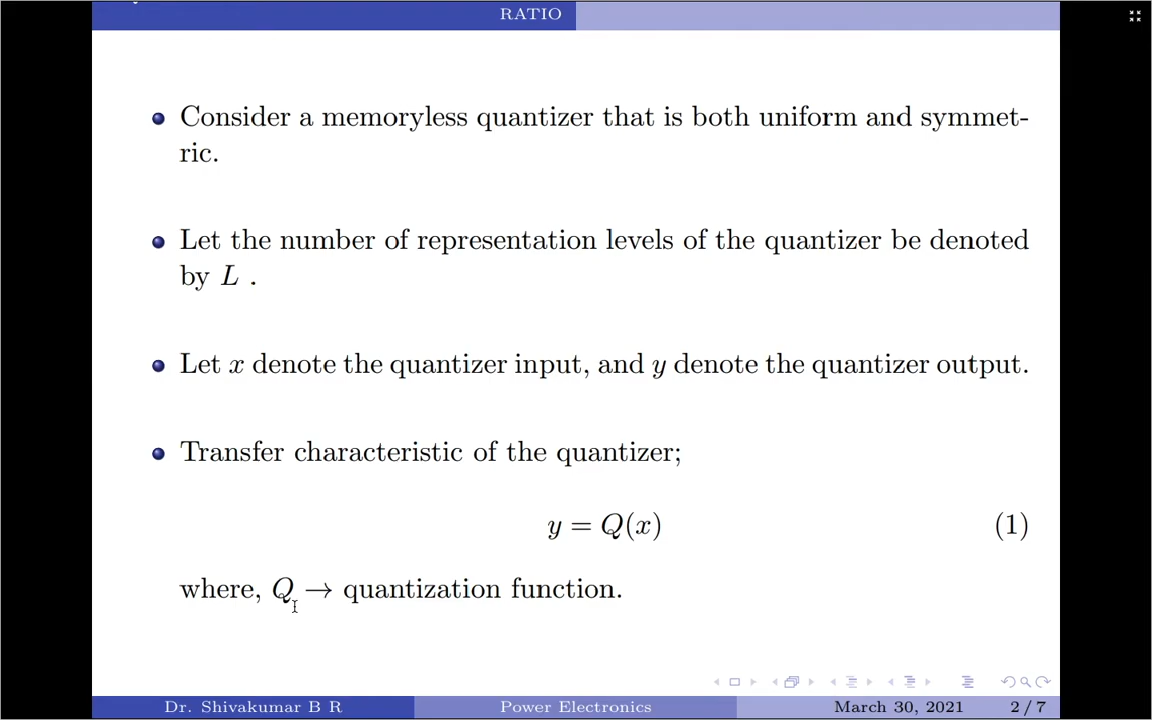 RATIO
Consider a memoryless quantizer that is both uniform and symmet-
ric.
Let the number of representation levels of the quantizer be denoted
by L .
Let x denote the quantizer input, and y denote the quantizer output.
Transfer characteristic of the quantizer;
y = Q(x) (1)
where, Q → quantization function.
Dr. Shivakumar B R Power Electronics March 30, 2021 2 / 7